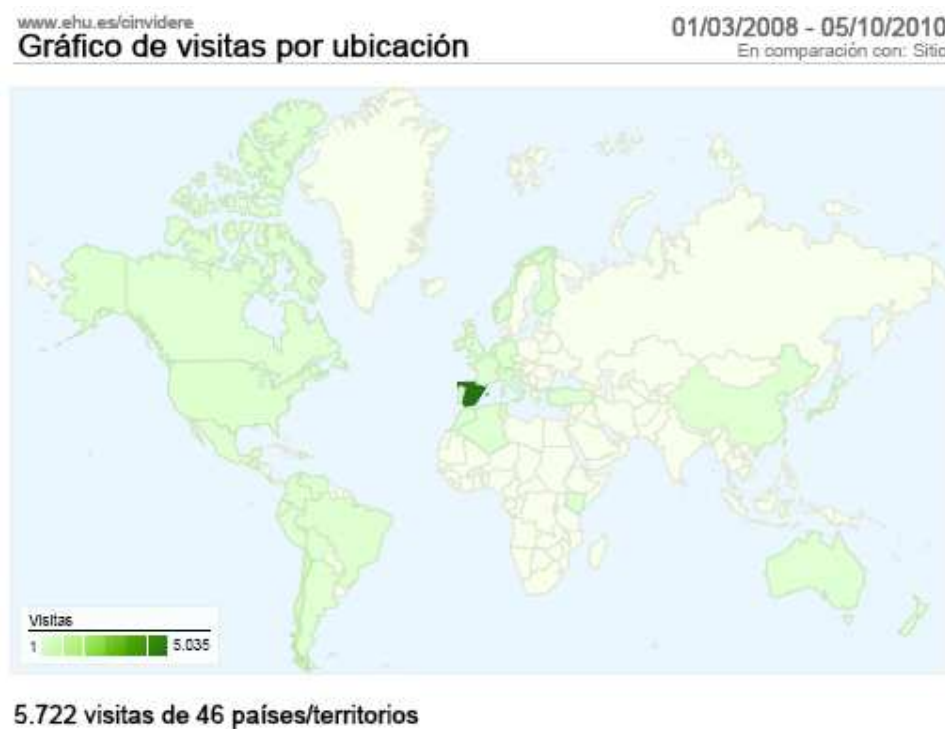 www.ehu.es/cinvidere
Gráfico de visitas por ubicación
01/03/2008 - 05/10/2010
En comparación con: Sitio
Visitas
1 5.035
5.722 visitas de 46 países/territorios